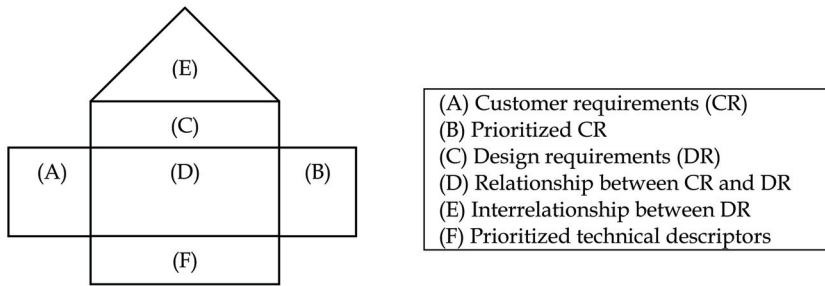 (E)
(C)
(A)
(D)
(B)
(F)
(A) Customer requirements (CR)
(B) Prioritized CR
(C) Design requirements (DR)
(D) Relationship between CR and DR
(E) Interrelationship between DR
(F) Prioritized technical descriptors